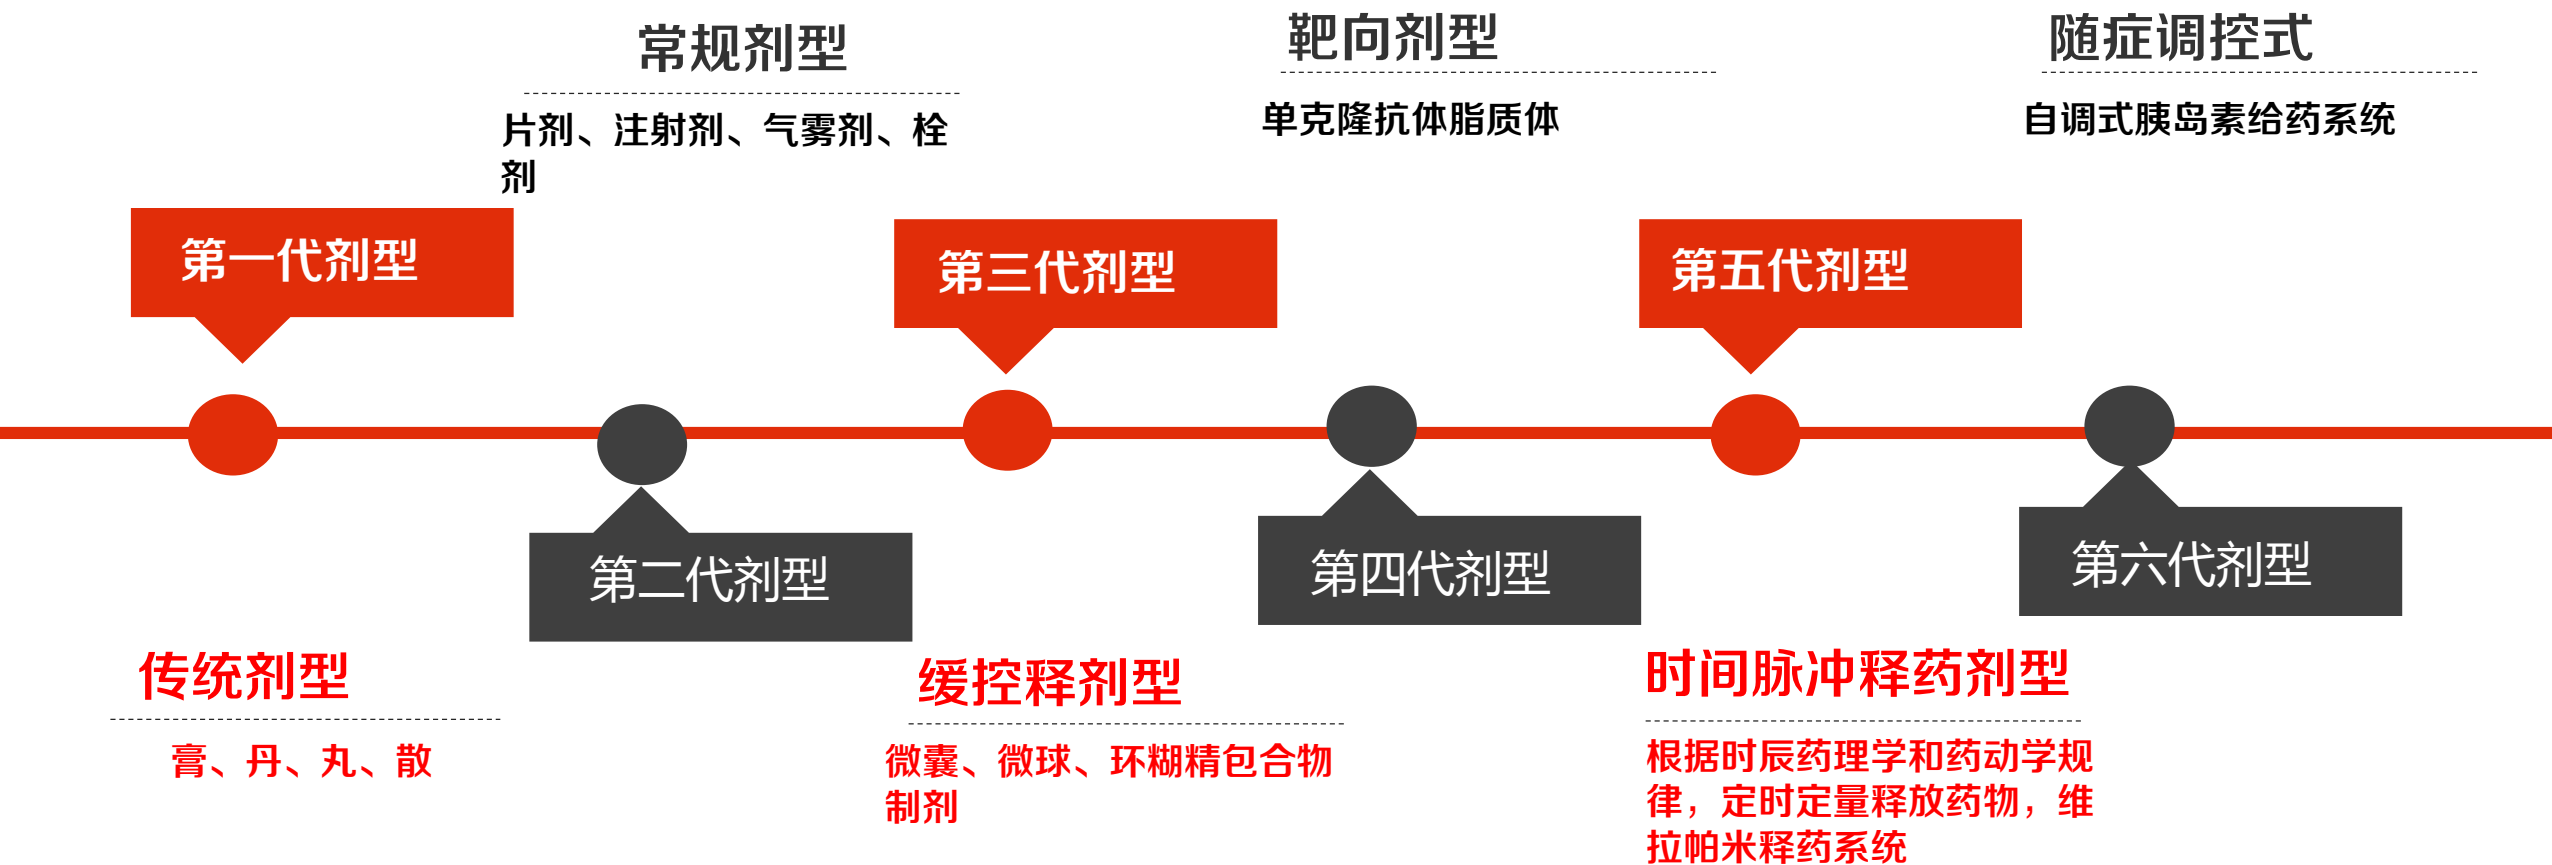 常规剂型
片剂、注射剂、气雾剂、栓
剂
靶向剂型
单克隆抗体脂质体
随症调控式
自调式胰岛素给药系统
第一代剂型
第三代剂型
第五代剂型
第二代剂型
第四代剂型
第六代剂型
传统剂型
膏、丹、丸、散
缓控释剂型
微囊、微球、环糊精包合物
制剂
时间脉冲释药剂型
根据时辰药理学和药动学规
律，定时定量释放药物，维
拉帕米释药系统